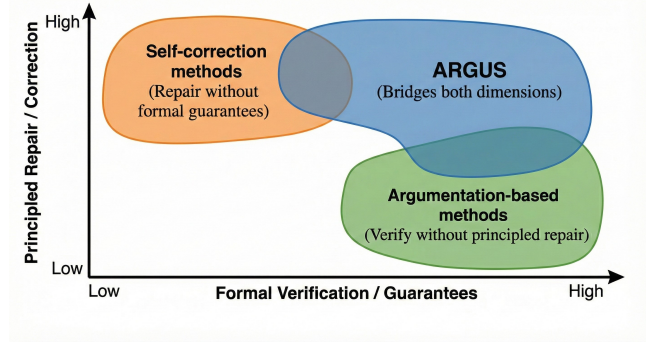 High
Principled Repair / Correction
Self-correction
methods
(Repair without
formal guarantees)
ARGUS
(Bridges both dimensions)
Argumentation-based
methods
(Verify without principled repair)
Low
Low
Formal Verification / Guarantees
High